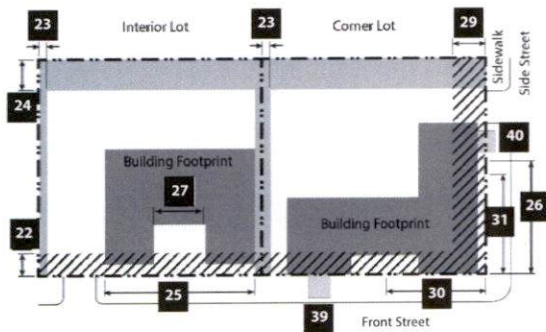 23
Interior Lot
23
Corner Lot
29
Sidewalk
Side Street
24
40
Building Footprint
27
26
31
Building Footprint
22
25
30
39
Front Street